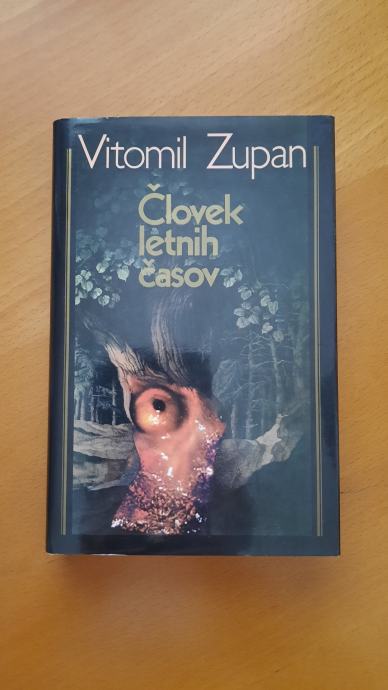 Vitomil Zupan
Človek
letnih
časov